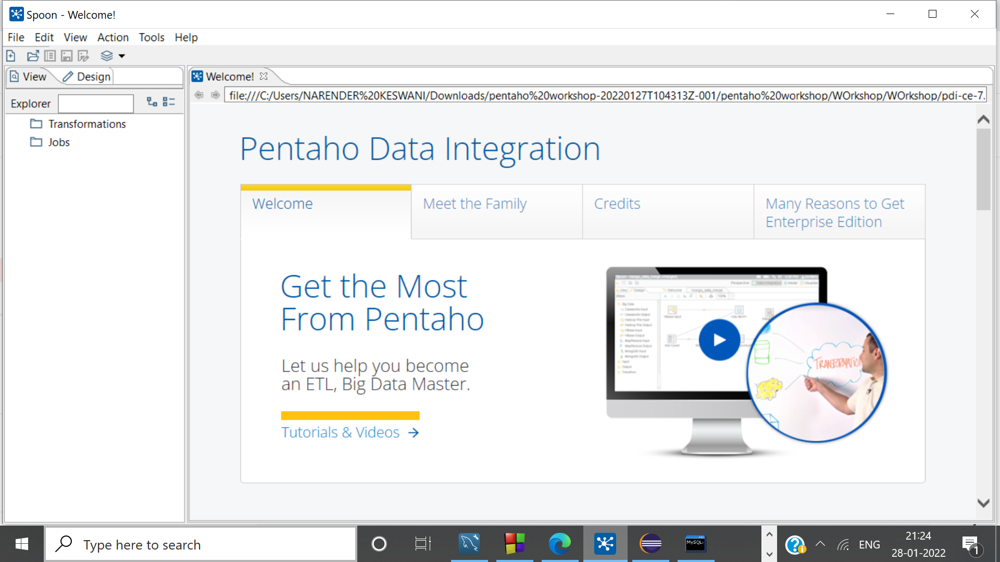 Spoon - Welcome!
File Edit View Action Tools Help
View Design
Welcome!
file:///C:/Users/NARENDER%20KESWANI/Downloads/pentaho%20workshop-20220127T104313Z-001/pentaho%20workshop/WOrkshop/WOrkshop/pdi-ce-7.
Explorer
Transformations
Jobs
Pentaho Data Integration
Welcome
Meet the Family
Credits
Many Reasons to Get
Enterprise Edition
Get the Most
From Pentaho
Let us help you become
an ETL, Big Data Master.
Tutorials & Videos
TRANSFORMATION
Type here to search
MySQL>
ENG
21:24
28-01-2022
1